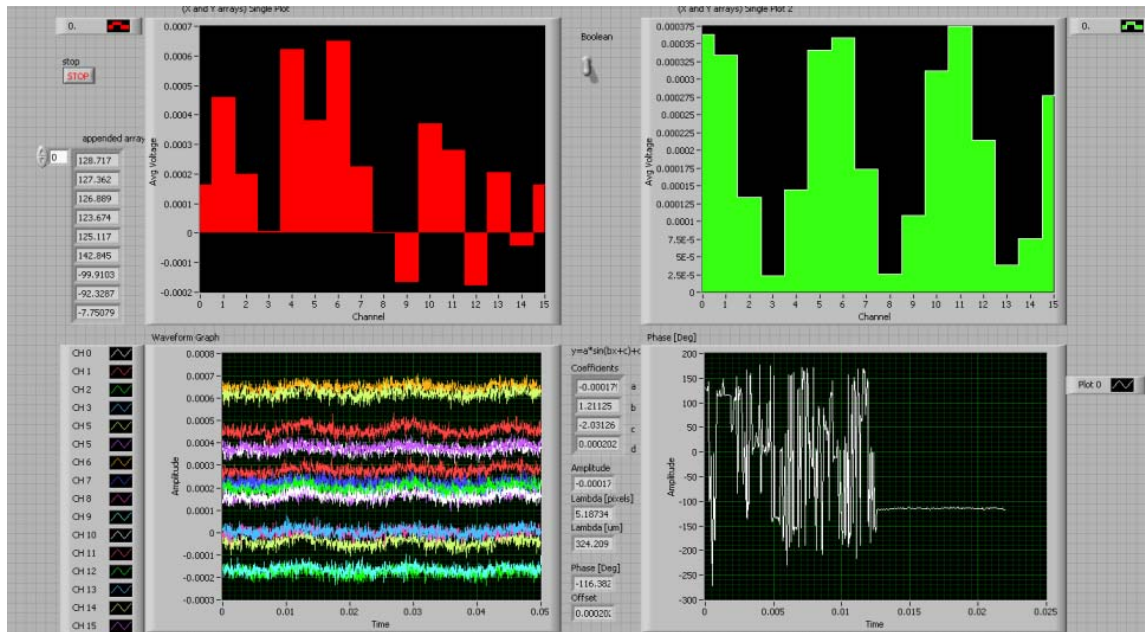 (X and Y arrays) Single Plot
0.
stop
STOP
appended array
0
128.717
127.362
126.889
123.674
125.117
142.845
-99.9103
-92.3287
-7.75079
Avg Voltage
0.0007
0.0006
0.0005
0.0004
0.0003
0.0002
0.0001
0
-0.0001
-0.0002
0 1 2 3 4 5 6 7 8 9 10 11 12 13 14 15
Channel
Boolean
(X and Y arrays) Single Plot 2
0.
Avg Voltage
0.000375
0.00035
0.000325
0.0003
0.000275
0.00025
0.000225
0.0002
0.000175
0.00015
0.000125
0.0001
7.5E-5
5E-5
2.5E-5
0
0 1 2 3 4 5 6 7 8 9 10 11 12 13 14 15
Channel
CH 0
CH 1
CH 2
CH 3
CH 5
CH 5
CH 6
CH 7
CH 8
CH 9
CH 10
CH 11
CH 12
CH 13
CH 14
CH 15
Waveform Graph
Amplitude
0.0008
0.0007
0.0006
0.0005
0.0004
0.0003
0.0002
0.0001
0
-0.0001
-0.0002
-0.0003
0 0.01 0.02 0.03 0.04 0.05
Time
y=a*sin(bx+c)+d
Coefficients
-0.000179 a
1.21125 b
-2.03126 c
0.000202 d
Amplitude
-0.00017
Lambda [pixels]
5.18734
Lambda [um]
324.209
Phase [Deg]
-116.382
Offset
0.000202
Phase [Deg]
Plot 0
Amplitude
200
150
100
50
0
-50
-100
-150
-200
-250
-300
0 0.005 0.01 0.015 0.02 0.025
Time